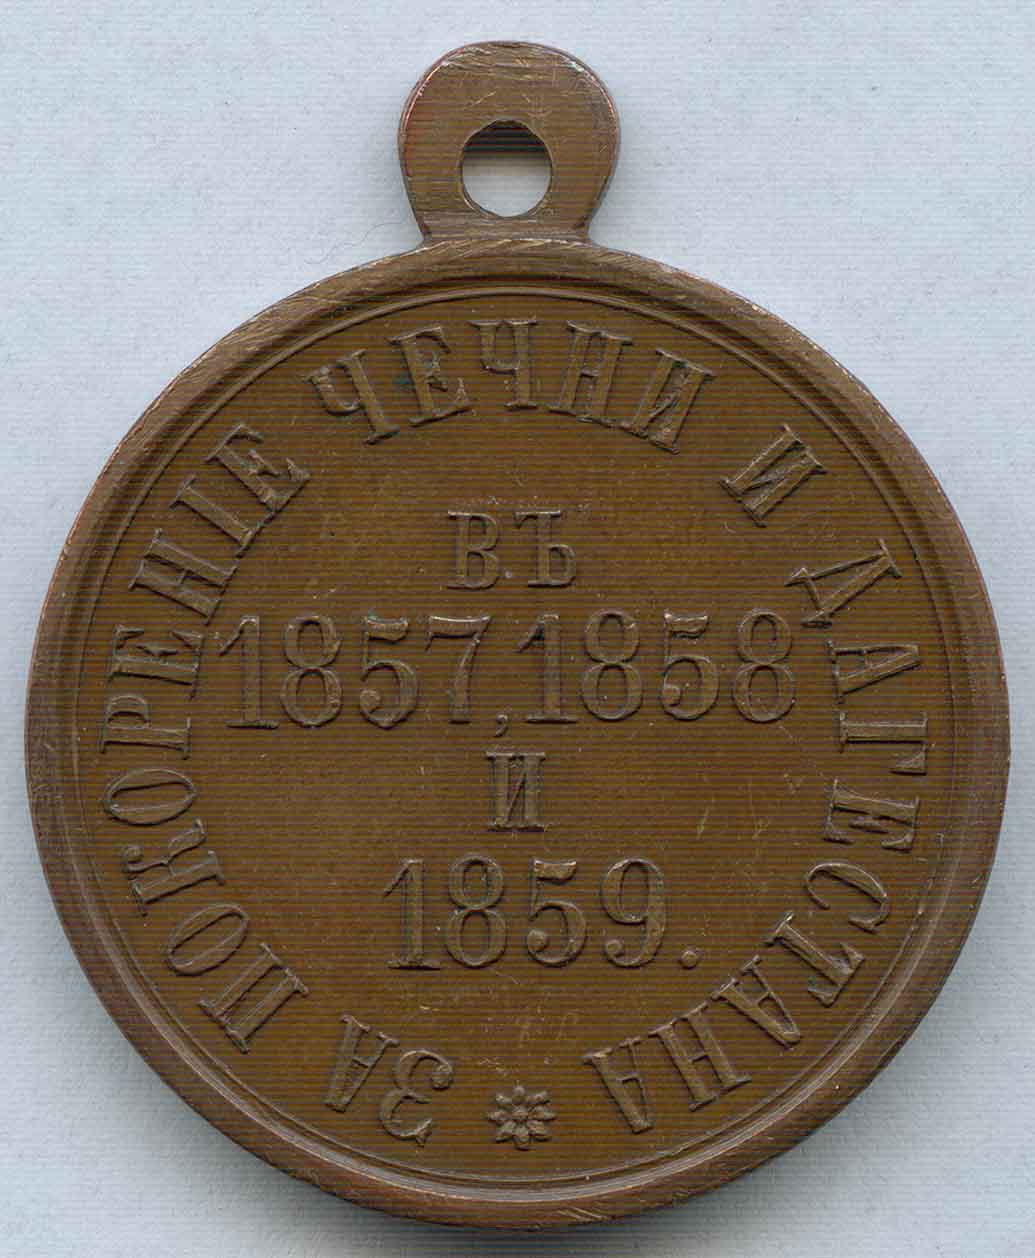 ЗА ПОКОРЕНІЕ ЧЕЧНИ И ДАГЕСТАНА
ВЪ
1857, 1858
И
1859.